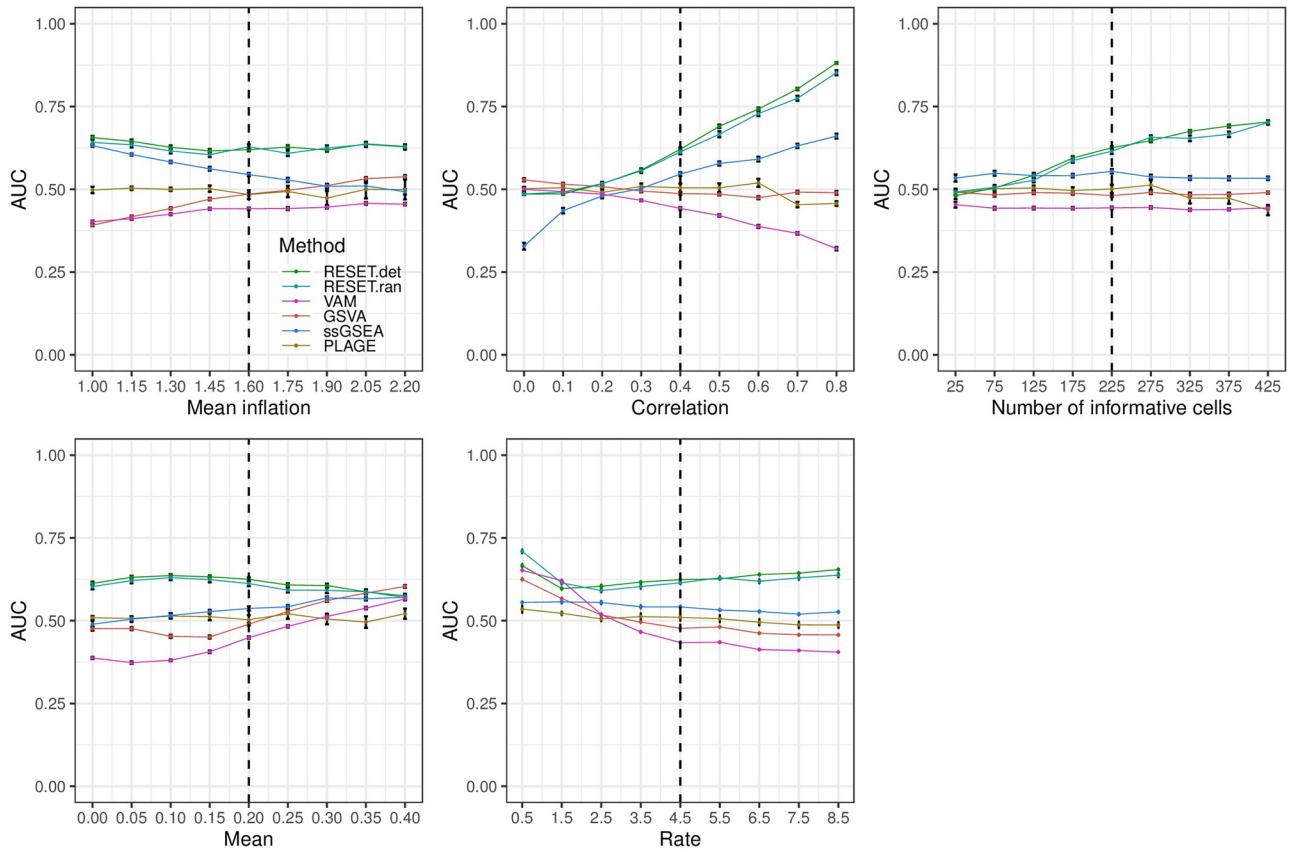 1.00
0.75
0.50
0.25
0.00
AUC
Method
RESET.det
RESET.ran
VAM
GSVA
ssGSEA
PLAGE
1.00 1.15 1.30 1.45 1.60 1.75 1.90 2.05 2.20
Mean inflation
1.00
0.75
0.50
0.25
0.00
AUC
0.0 0.1 0.2 0.3 0.4 0.5 0.6 0.7 0.8
Correlation
1.00
0.75
0.50
0.25
0.00
AUC
25 75 125 175 225 275 325 375 425
Number of informative cells
1.00
0.75
0.50
0.25
0.00
AUC
0.00 0.05 0.10 0.15 0.20 0.25 0.30 0.35 0.40
Mean
1.00
0.75
0.50
0.25
0.00
AUC
0.5 1.5 2.5 3.5 4.5 5.5 6.5 7.5 8.5
Rate